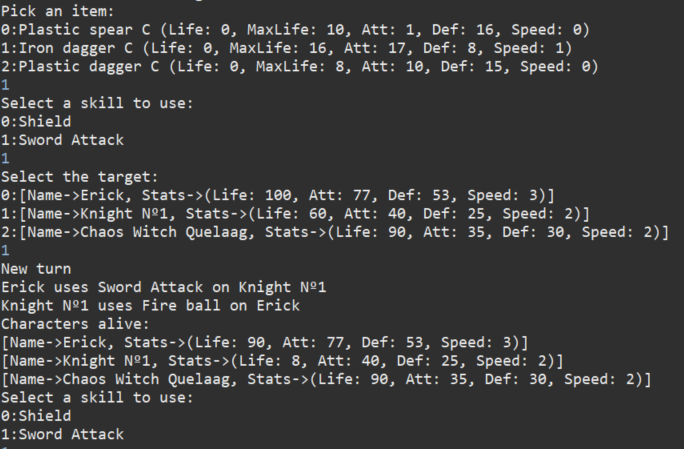 Pick an item:
0:Plastic spear C (Life: 0, MaxLife: 10, Att: 1, Def: 16, Speed: 0)
1:Iron dagger C (Life: 0, MaxLife: 16, Att: 17, Def: 8, Speed: 1)
2:Plastic dagger C (Life: 0, MaxLife: 8, Att: 10, Def: 15, Speed: 0)
1
Select a skill to use:
0:Shield
1:Sword Attack
1
Select the target:
0:[Name->Erick, Stats->(Life: 100, Att: 77, Def: 53, Speed: 3)]
1:[Name->Knight Nº1, Stats->(Life: 60, Att: 40, Def: 25, Speed: 2)]
2:[Name->Chaos Witch Quelaag, Stats->(Life: 90, Att: 35, Def: 30, Speed: 2)]
1
New turn
Erick uses Sword Attack on Knight Nº1
Knight Nº1 uses Fire ball on Erick
Characters alive:
[Name->Erick, Stats->(Life: 90, Att: 77, Def: 53, Speed: 3)]
[Name->Knight Nº1, Stats->(Life: 8, Att: 40, Def: 25, Speed: 2)]
[Name->Chaos Witch Quelaag, Stats->(Life: 90, Att: 35, Def: 30, Speed: 2)]
Select a skill to use:
0:Shield
1:Sword Attack